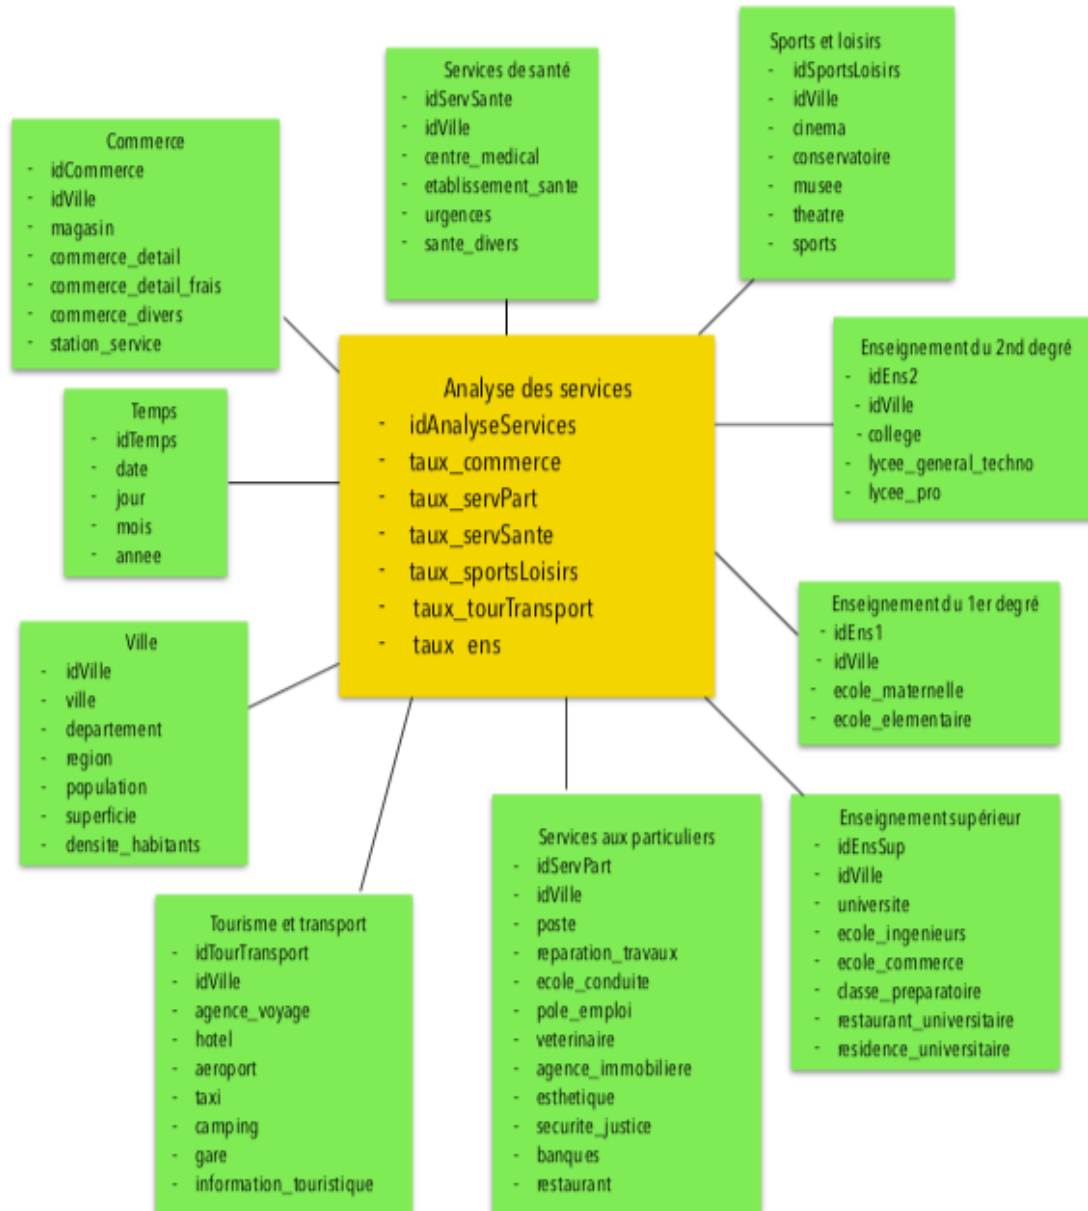 Services de santé
- idServSante
- idVille
- centre_medical
- etablissement_sante
- urgences
- sante_divers
Sports et loisirs
- idSportsLoisirs
- idVille
- cinema
- conservatoire
- musee
- theatre
- sports
Commerce
- idCommerce
- idVille
- magasin
- commerce_detail
- commerce_detail_frais
- commerce_divers
- station_service
Analyse des services
- idAnalyseServices
- taux_commerce
- taux_servPart
- taux_servSante
- taux_sportsLoisirs
- taux_tourTransport
- taux_ens
Enseignement du 2nd degré
- idEns2
- idVille
- college
- lycee_general_techno
- lycee_pro
Temps
- idTemps
- date
- jour
- mois
- annee
Enseignement du 1er degré
- idEns1
- idVille
- ecole_maternelle
- ecole_elementaire
Ville
- idVille
- ville
- departement
- region
- population
- superficie
- densite_habitants
Tourisme et transport
- idTourTransport
- idVille
- agence_voyage
- hotel
- aeroport
- taxi
- camping
- gare
- information_touristique
Services aux particuliers
- idServPart
- idVille
- poste
- reparation_travaux
- ecole_conduite
- pole_emploi
- veterinaire
- agence_immobiliere
- esthetique
- securite_justice
- banques
- restaurant
Enseignement supérieur
- idEnsSup
- idVille
- universite
- ecole_ingenieurs
- ecole_commerce
- classe_preparatoire
- restaurant_universitaire
- residence_universitaire